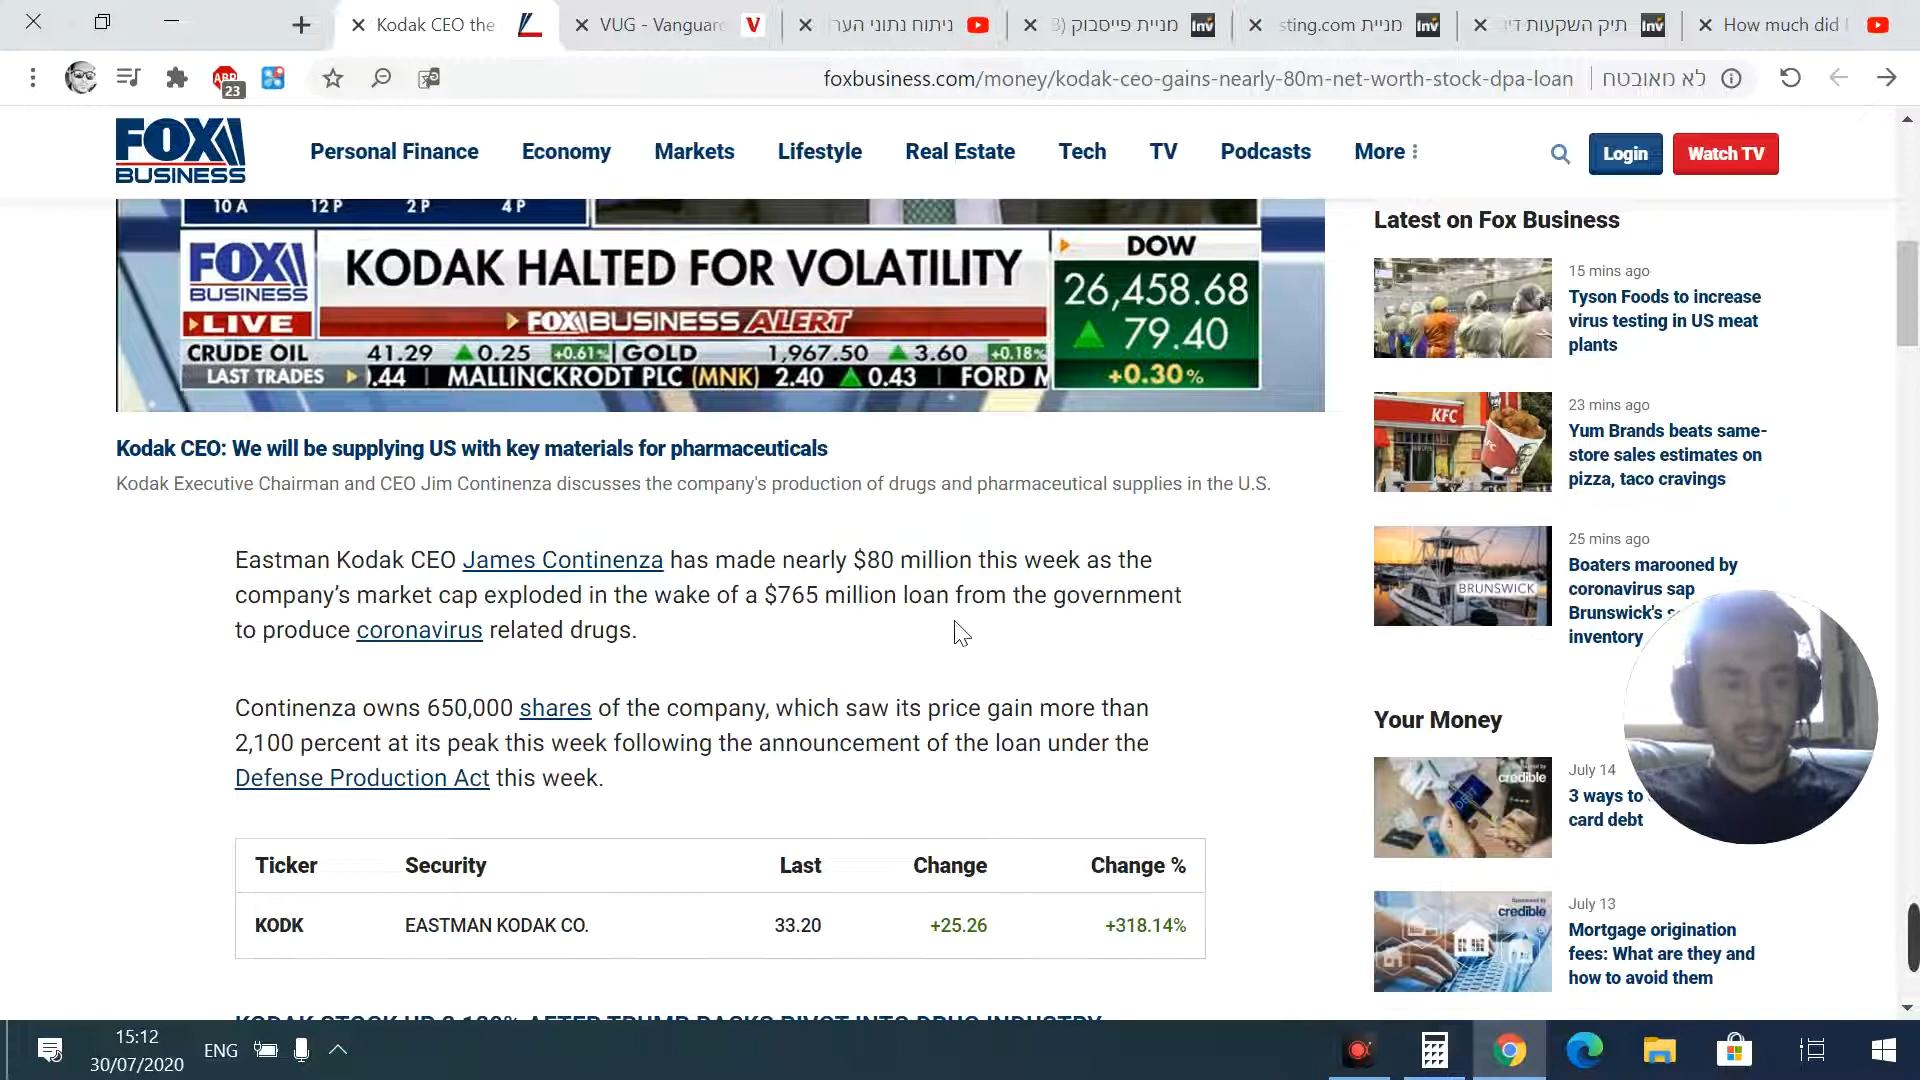 Kodak CEO the
VUG - Vanguard
ניתוח נתוני הער
מניית פייסבוק (B
מניית sting.com
תיק השקעות
How much did
23
foxbusiness.com/money/kodak-ceo-gains-nearly-80m-net-worth-stock-dpa-loan
לא מאובטח
FOX BUSINESS
Personal Finance
Economy
Markets
Lifestyle
Real Estate
Tech
TV
Podcasts
More
Login
Watch TV
10 A 12 P 2 P 4 P
FOX BUSINESS
LIVE
KODAK HALTED FOR VOLATILITY
FOX BUSINESS ALERT
DOW
26,458.68
79.40
+0.30%
CRUDE OIL 41.29 0.25 +0.61% GOLD 1,967.50 3.60 +0.18%
LAST TRADES ).44 MALLINCKRODT PLC (MNK) 2.40 0.43 FORD M
Kodak CEO: We will be supplying US with key materials for pharmaceuticals
Kodak Executive Chairman and CEO Jim Continenza discusses the company's production of drugs and pharmaceutical supplies in the U.S.
Eastman Kodak CEO James Continenza has made nearly $80 million this week as the
company's market cap exploded in the wake of a $765 million loan from the government
to produce coronavirus related drugs.
Continenza owns 650,000 shares of the company, which saw its price gain more than
2,100 percent at its peak this week following the announcement of the loan under the
Defense Production Act this week.
Ticker Security Last Change Change %
KODK EASTMAN KODAK CO. 33.20 +25.26 +318.14%
KODAK STOCK UP 2,190% AFTER TRUMP BACKS PIVOT INTO DRUG INDUSTRY
Latest on Fox Business
15 mins ago
Tyson Foods to increase
virus testing in US meat
plants
KFC
23 mins ago
Yum Brands beats same-
store sales estimates on
pizza, taco cravings
BRUNSWICK
25 mins ago
Boaters marooned by
coronavirus sap
Brunswick's s
inventory
Your Money
credible
July 14
3 ways to
card debt
credible
July 13
Mortgage origination
fees: What are they and
how to avoid them
15:12
30/07/2020
ENG